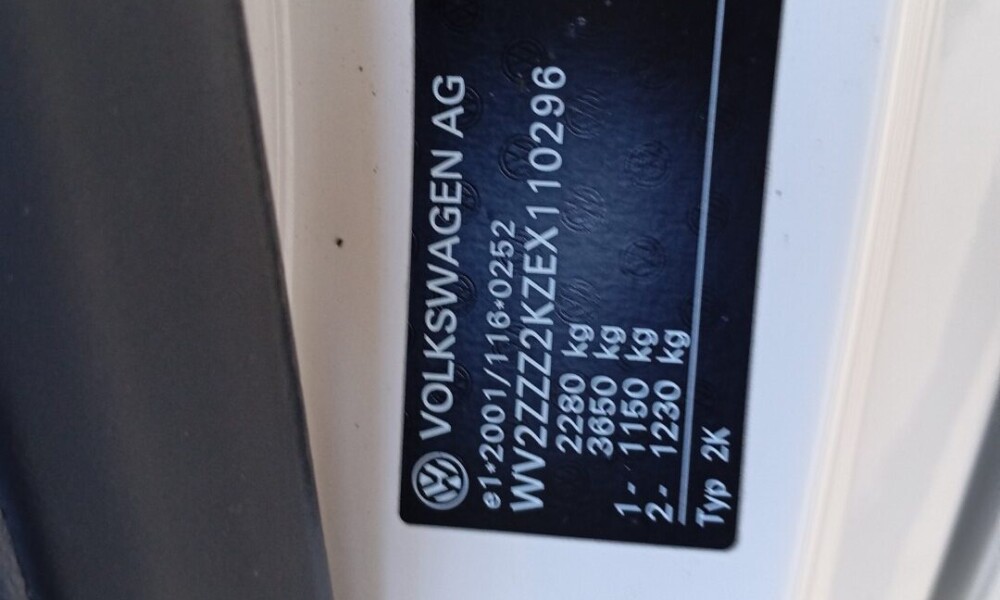 VOLKSWAGEN AG
e1*2001/116*0252
WV2ZZZ2KZEX110296
2280 kg
3650 kg
1- 1150 kg
2- 1230 kg
Typ 2K